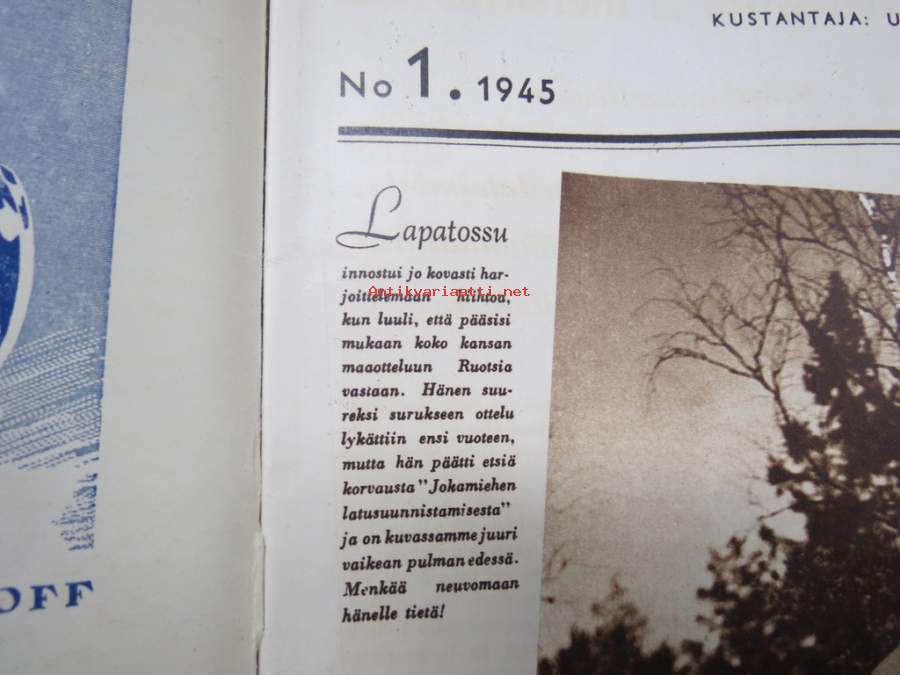 KUSTANTAJA: U
No 1. 1945
Lapatossu
innostui jo kovasti har-
joittelemaan hiihtoa,
Antikvariaatti.net
kun luuli, että pääsisi
mukaan koko kansan
maaotteluun Ruotsia
vastaan. Hänen suu-
reksi surukseen ottelu
lykättiin ensi vuoteen,
mutta hän päätti etsiä
korvausta "Jokamiehen
latusuunnistamisesta"
ja on kuvassamme juuri
vaikean pulman edessä.
Menkää neuvomaan
hänelle tietä!
OFF